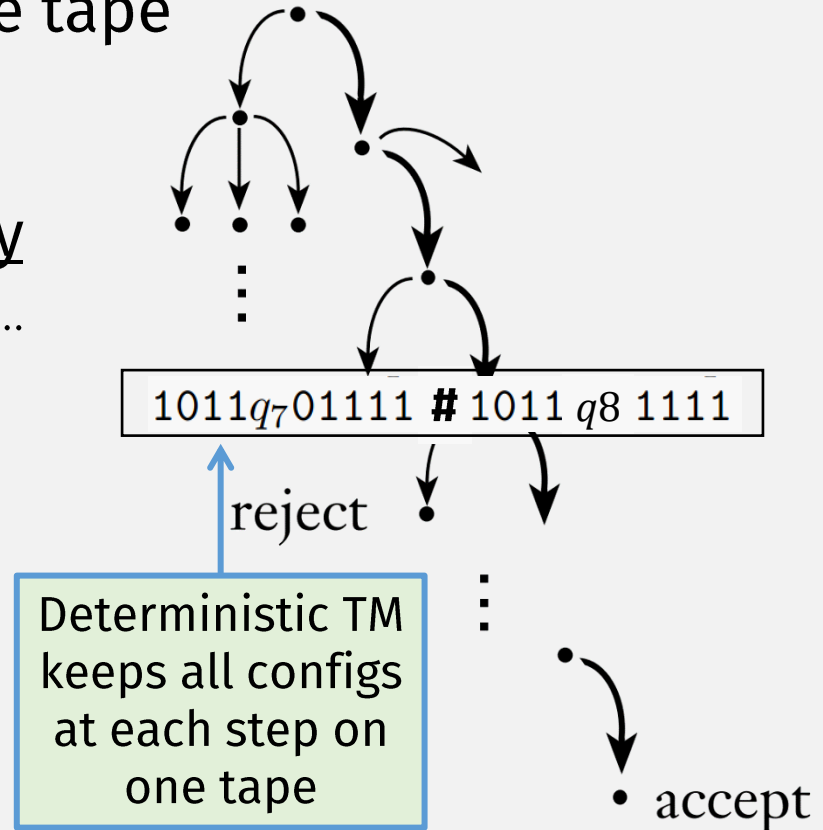 e tape
y
..
1011q₇01111 # 1011 q8 1111
reject
Deterministic TM
keeps all configs
at each step on
one tape
accept